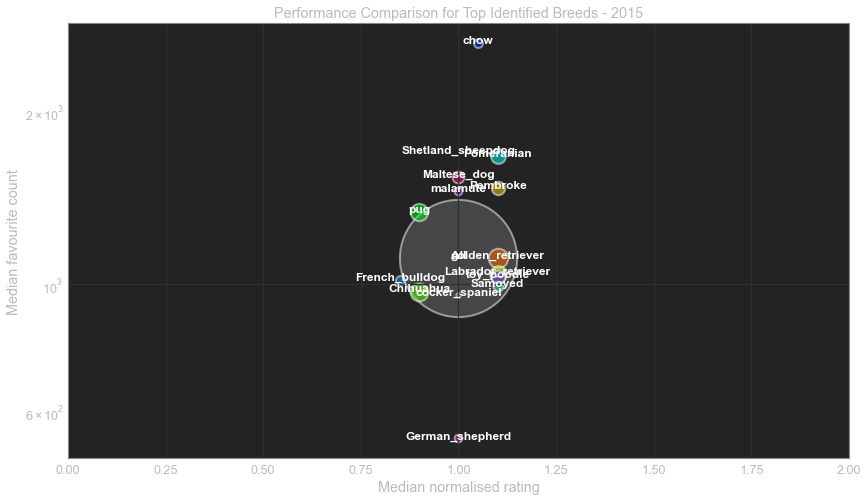 Performance Comparison for Top Identified Breeds - 2015
Median favourite count
2 × 10³
10³
6 × 10²
chow
Shetland_sheepdog
Pomeranian
Maltese_dog
Pembroke
malamute
pug
all
golden_retriever
Labrador_retriever
toy_poodle
French_bulldog
Samoyed
Chihuahua
cocker_spaniel
German_shepherd
0.00 0.25 0.50 0.75 1.00 1.25 1.50 1.75 2.00
Median normalised rating